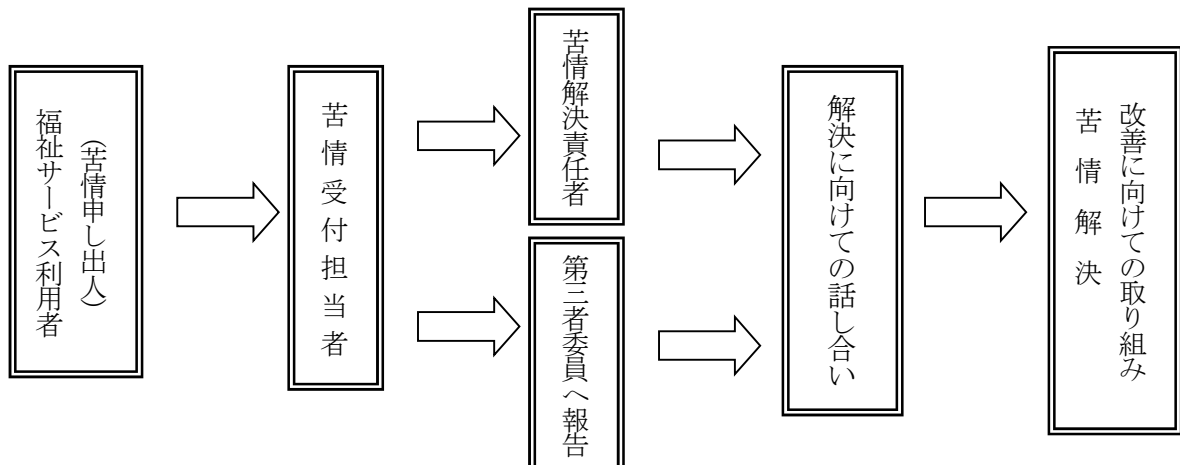 （苦情申し出人）
福祉サービス利用者
苦情受付担当者
苦情解決責任者
第三者委員へ報告
解決に向けての話し合い
改善に向けての取り組み
苦情解決